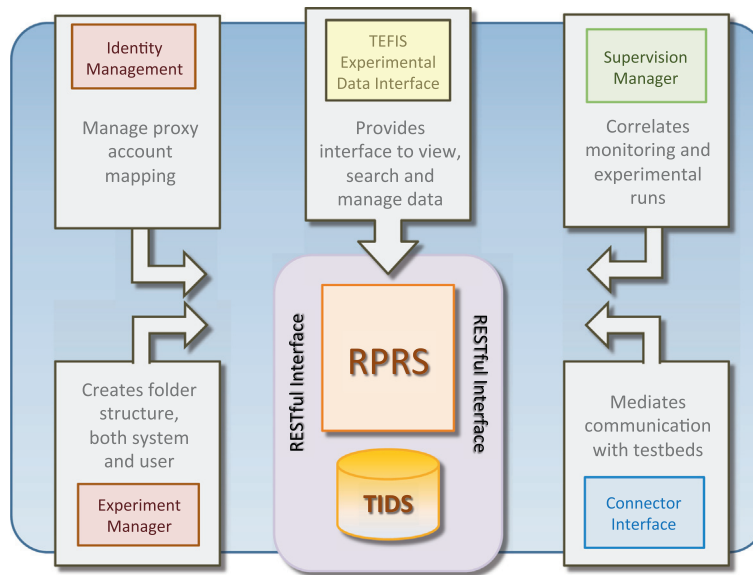 Identity
Management
Manage proxy
account
mapping
TEFIS
Experimental
Data Interface
Provides
interface to view,
search and
manage data
Supervision
Manager
Correlates
monitoring and
experimental
runs
RESTful Interface
RPRS
RESTful Interface
TIDS
Creates folder
structure,
both system
and user
Experiment
Manager
Mediates
communication
with testbeds
Connector
Interface